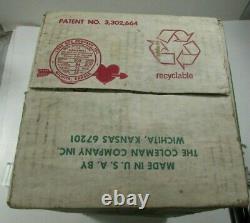 PATENT NO. 3,302,664
recyclable
MADE IN U. S. A. BY
THE COLEMAN COMPANY INC.
WICHITA, KANSAS 67201